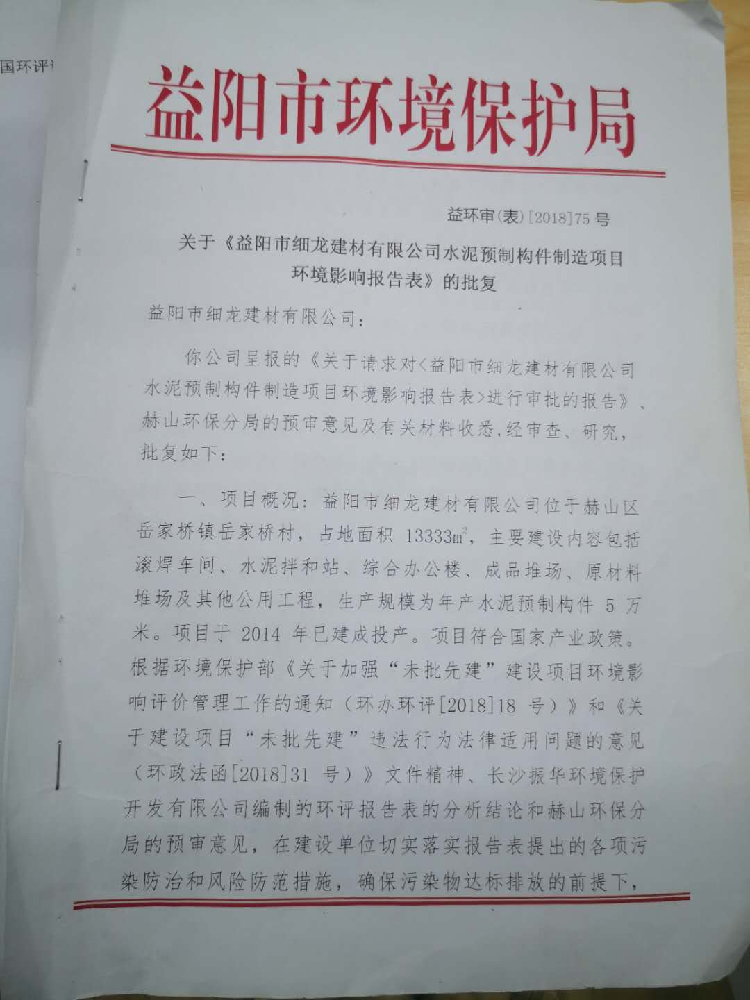 国环评
益阳市环境保护局
益环审(表)[2018]75号
关于《益阳市细龙建材有限公司水泥预制构件制造项目
环境影响报告表》的批复
益阳市细龙建材有限公司：
你公司呈报的《关于请求对<益阳市细龙建材有限公司
水泥预制构件制造项目环境影响报告表>进行审批的报告》、
赫山环保分局的预审意见及有关材料收悉,经审查、研究，
批复如下：
一、项目概况：益阳市细龙建材有限公司位于赫山区
岳家桥镇岳家桥村，占地面积 13333m²，主要建设内容包括
滚焊车间、水泥拌和站、综合办公楼、成品堆场、原材料
堆场及其他公用工程，生产规模为年产水泥预制构件 5 万
米。项目于 2014 年已建成投产。项目符合国家产业政策。
根据环境保护部《关于加强“未批先建”建设项目环境影
响评价管理工作的通知（环办环评[2018]18 号）》和《关
于建设项目“未批先建”违法行为法律适用问题的意见
（环政法函[2018]31 号）》文件精神、长沙振华环境保护
开发有限公司编制的环评报告表的分析结论和赫山环保分
局的预审意见，在建设单位切实落实报告表提出的各项污
染防治和风险防范措施，确保污染物达标排放的前提下，